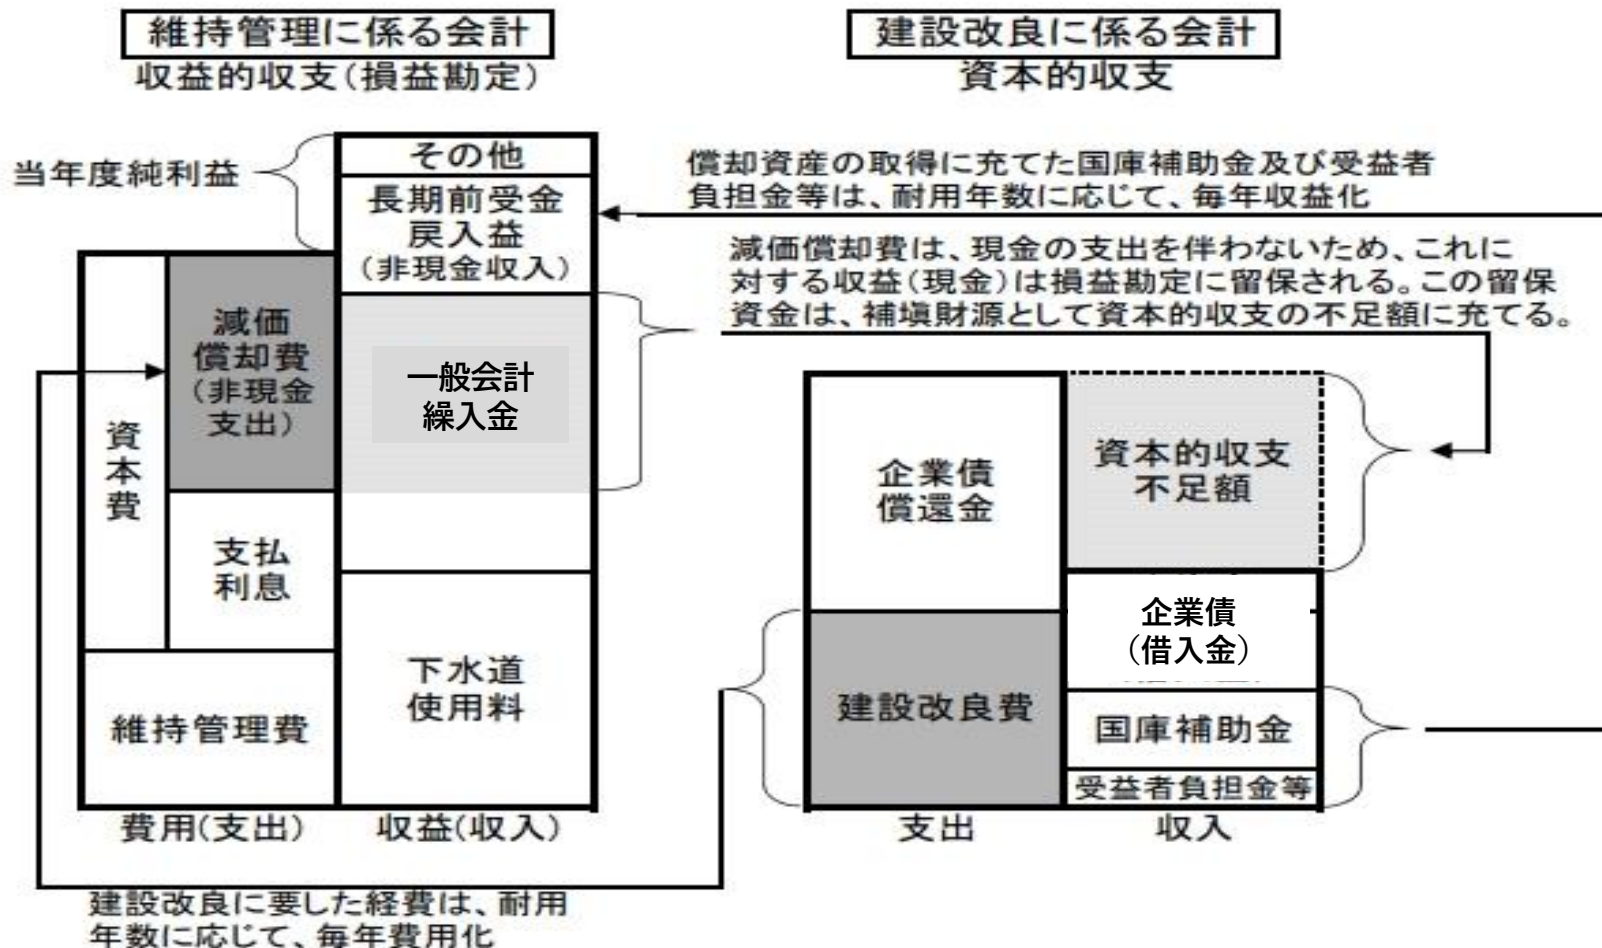 維持管理に係る会計
収益的収支(損益勘定)
建設改良に係る会計
資本的収支
当年度純利益
その他
長期前受金
戻入益
(非現金収入)
償却資産の取得に充てた国庫補助金及び受益者
負担金等は、耐用年数に応じて、毎年収益化
減価償却費は、現金の支出を伴わないため、これに
対する収益(現金)は損益勘定に留保される。この留保
資金は、補塡財源として資本的収支の不足額に充てる。
資本費
減価
償却費
(非現金
支出)
一般会計
繰入金
支払
利息
維持管理費
下水道
使用料
費用(支出)
収益(収入)
企業債
償還金
資本的収支
不足額
建設改良費
企業債
(借入金)
国庫補助金
受益者負担金等
支出
収入
建設改良に要した経費は、耐用
年数に応じて、毎年費用化